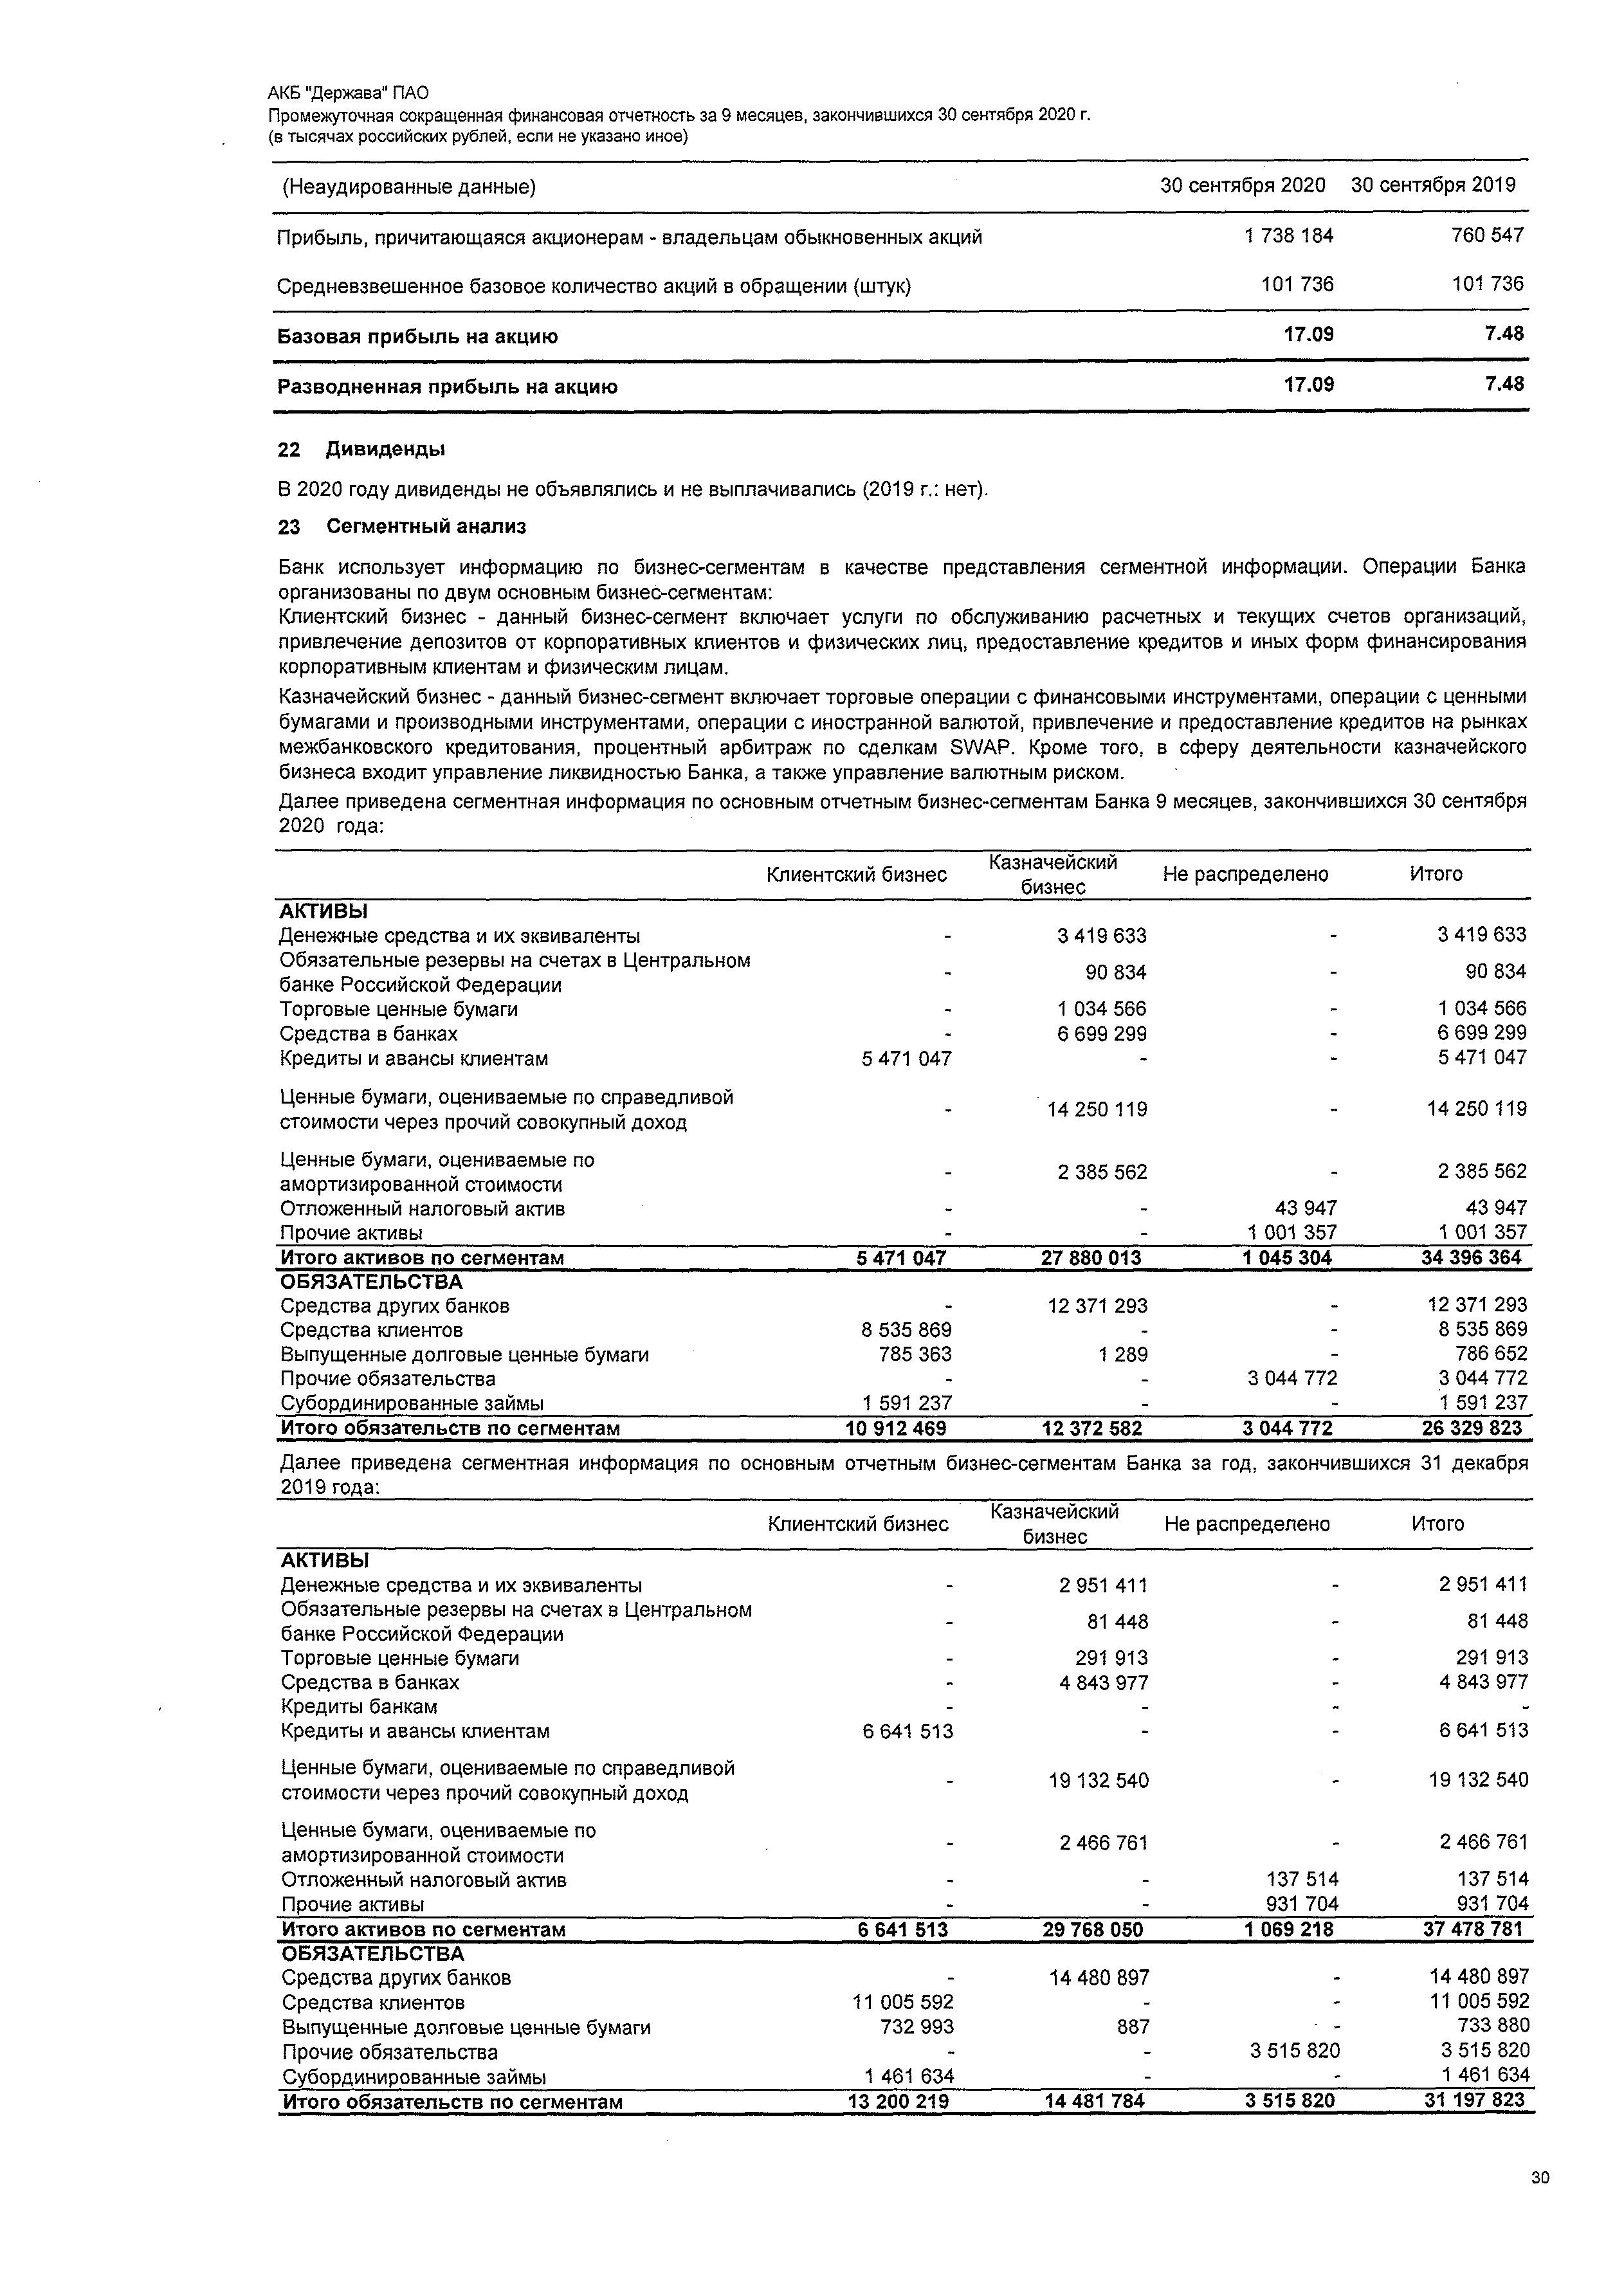 АКБ "Держава" ПАО
Промежуточная сокращенная финансовая отчетность за 9 месяцев, закончившихся 30 сентября 2020 г.
(в тысячах российских рублей, если не указано иное)
(Неаудированные данные) 30 сентября 2020 30 сентября 2019
Прибыль, причитающаяся акционерам - владельцам обыкновенных акций 1 738 184 760 547
Средневзвешенное базовое количество акций в обращении (штук) 101 736 101 736
Базовая прибыль на акцию 17.09 7.48
Разводненная прибыль на акцию 17.09 7.48
22 Дивиденды
В 2020 году дивиденды не объявлялись и не выплачивались (2019 г.: нет).
23 Сегментный анализ
Банк использует информацию по бизнес-сегментам в качестве представления сегментной информации. Операции Банка
организованы по двум основным бизнес-сегментам:
Клиентский бизнес - данный бизнес-сегмент включает услуги по обслуживанию расчетных и текущих счетов организаций,
привлечение депозитов от корпоративных клиентов и физических лиц, предоставление кредитов и иных форм финансирования
корпоративным клиентам и физическим лицам.
Казначейский бизнес - данный бизнес-сегмент включает торговые операции с финансовыми инструментами, операции с ценными
бумагами и производными инструментами, операции с иностранной валютой, привлечение и предоставление кредитов на рынках
межбанковского кредитования, процентный арбитраж по сделкам SWAP. Кроме того, в сферу деятельности казначейского
бизнеса входит управление ликвидностью Банка, а также управление валютным риском.
Далее приведена сегментная информация по основным отчетным бизнес-сегментам Банка 9 месяцев, закончившихся 30 сентября
2020 года:
Клиентский бизнес Казначейский бизнес Не распределено Итого
АКТИВЫ
Денежные средства и их эквиваленты - 3 419 633 - 3 419 633
Обязательные резервы на счетах в Центральном
банке Российской Федерации - 90 834 - 90 834
Торговые ценные бумаги - 1 034 566 - 1 034 566
Средства в банках - 6 699 299 - 6 699 299
Кредиты и авансы клиентам 5 471 047 - - 5 471 047
Ценные бумаги, оцениваемые по справедливой
стоимости через прочий совокупный доход - 14 250 119 - 14 250 119
Ценные бумаги, оцениваемые по
амортизированной стоимости - 2 385 562 - 2 385 562
Отложенный налоговый актив - - 43 947 43 947
Прочие активы - - 1 001 357 1 001 357
Итого активов по сегментам 5 471 047 27 880 013 1 045 304 34 396 364
ОБЯЗАТЕЛЬСТВА
Средства других банков - 12 371 293 - 12 371 293
Средства клиентов 8 535 869 - - 8 535 869
Выпущенные долговые ценные бумаги 785 363 1 289 - 786 652
Прочие обязательства - - 3 044 772 3 044 772
Субординированные займы 1 591 237 - - 1 591 237
Итого обязательств по сегментам 10 912 469 12 372 582 3 044 772 26 329 823
Далее приведена сегментная информация по основным отчетным бизнес-сегментам Банка за год, закончившихся 31 декабря
2019 года:
Клиентский бизнес Казначейский бизнес Не распределено Итого
АКТИВЫ
Денежные средства и их эквиваленты - 2 951 411 - 2 951 411
Обязательные резервы на счетах в Центральном
банке Российской Федерации - 81 448 - 81 448
Торговые ценные бумаги - 291 913 - 291 913
Средства в банках - 4 843 977 - 4 843 977
Кредиты банкам - - - -
Кредиты и авансы клиентам 6 641 513 - - 6 641 513
Ценные бумаги, оцениваемые по справедливой
стоимости через прочий совокупный доход - 19 132 540 - 19 132 540
Ценные бумаги, оцениваемые по
амортизированной стоимости - 2 466 761 - 2 466 761
Отложенный налоговый актив - - 137 514 137 514
Прочие активы - - 931 704 931 704
Итого активов по сегментам 6 641 513 29 768 050 1 069 218 37 478 781
ОБЯЗАТЕЛЬСТВА
Средства других банков - 14 480 897 - 14 480 897
Средства клиентов 11 005 592 - - 11 005 592
Выпущенные долговые ценные бумаги 732 993 887 - 733 880
Прочие обязательства - - 3 515 820 3 515 820
Субординированные займы 1 461 634 - - 1 461 634
Итого обязательств по сегментам 13 200 219 14 481 784 3 515 820 31 197 823
30